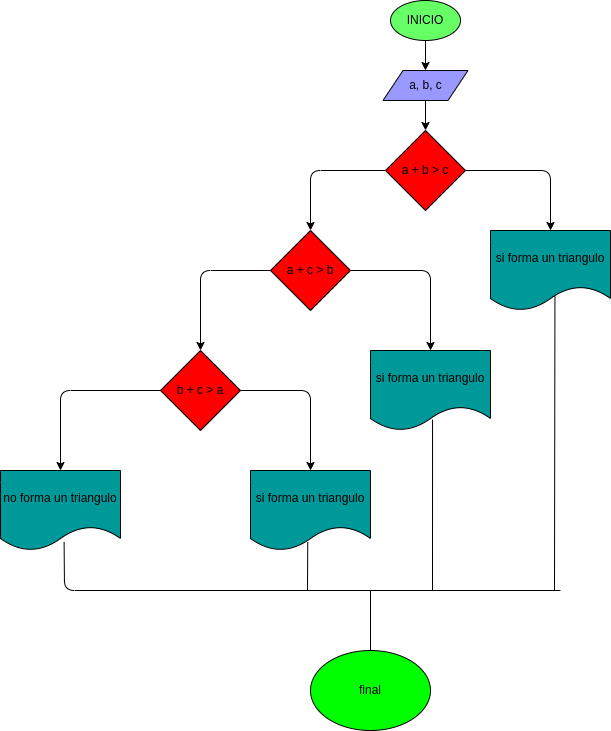 INICIO
a, b, c
a + b > c
si forma un triangulo
a + c > b
si forma un triangulo
b + c > a
no forma un triangulo
si forma un triangulo
final